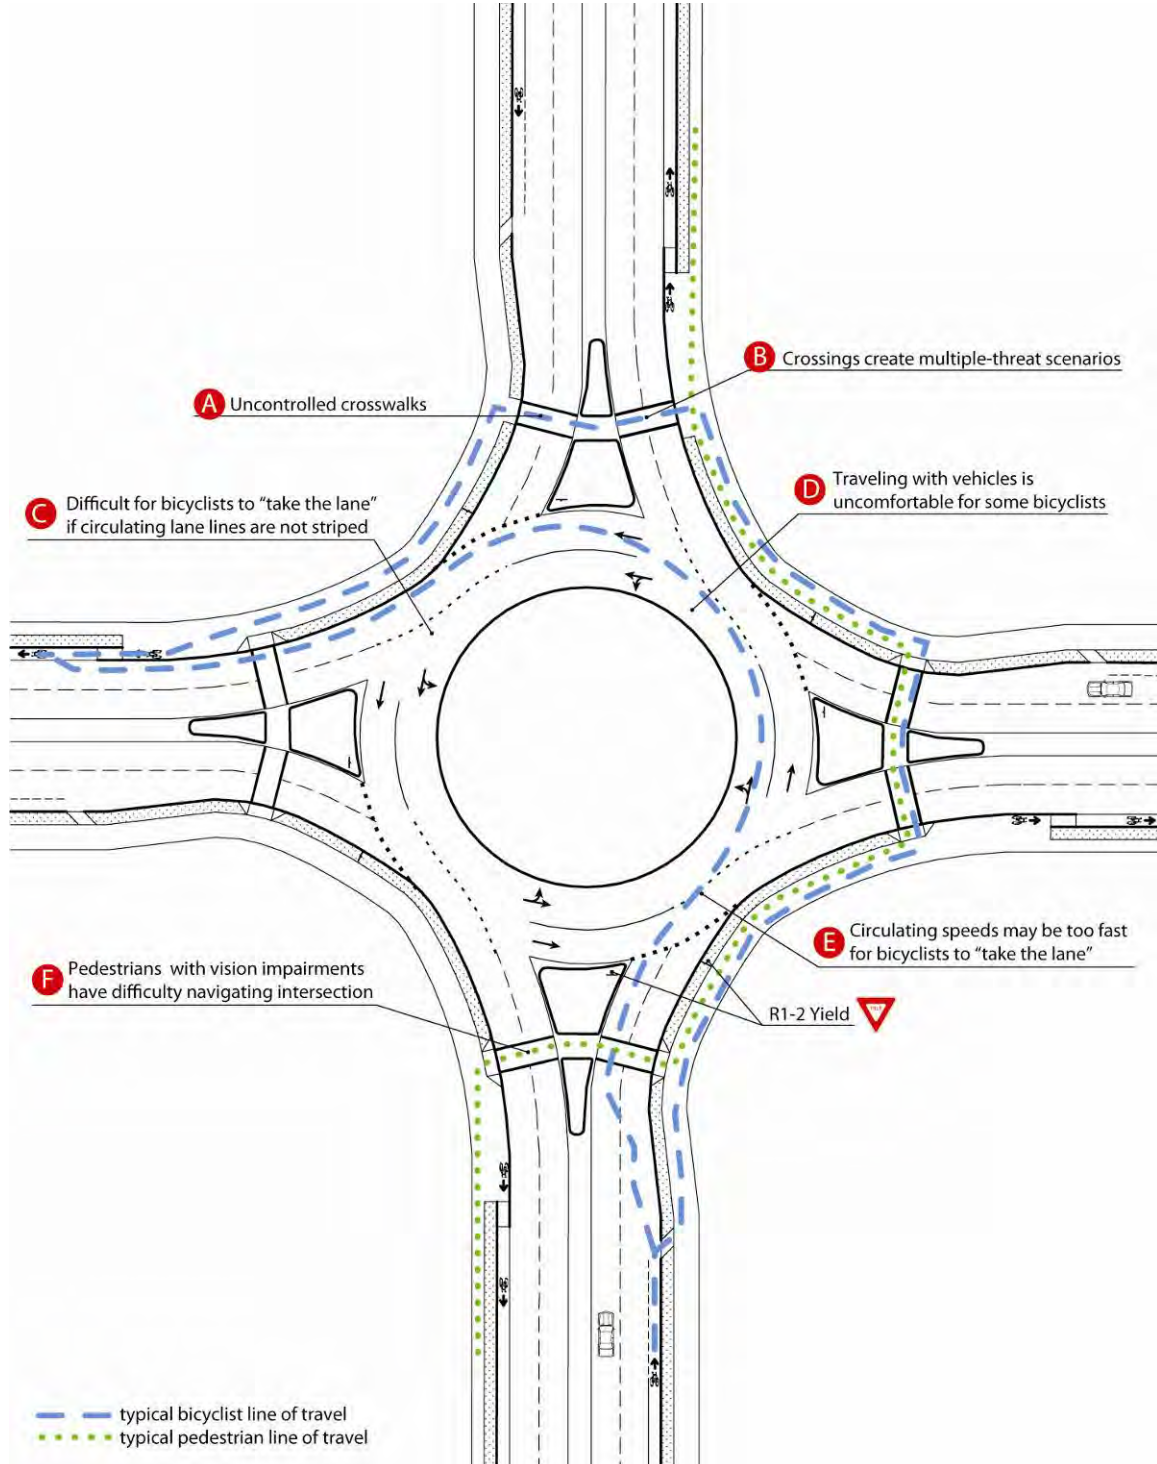 B Crossings create multiple-threat scenarios
A Uncontrolled crosswalks
D Traveling with vehicles is
uncomfortable for some bicyclists
C Difficult for bicyclists to “take the lane”
if circulating lane lines are not striped
E Circulating speeds may be too fast
for bicyclists to “take the lane”
F Pedestrians with vision impairments
have difficulty navigating intersection
R1-2 Yield
typical bicyclist line of travel
typical pedestrian line of travel